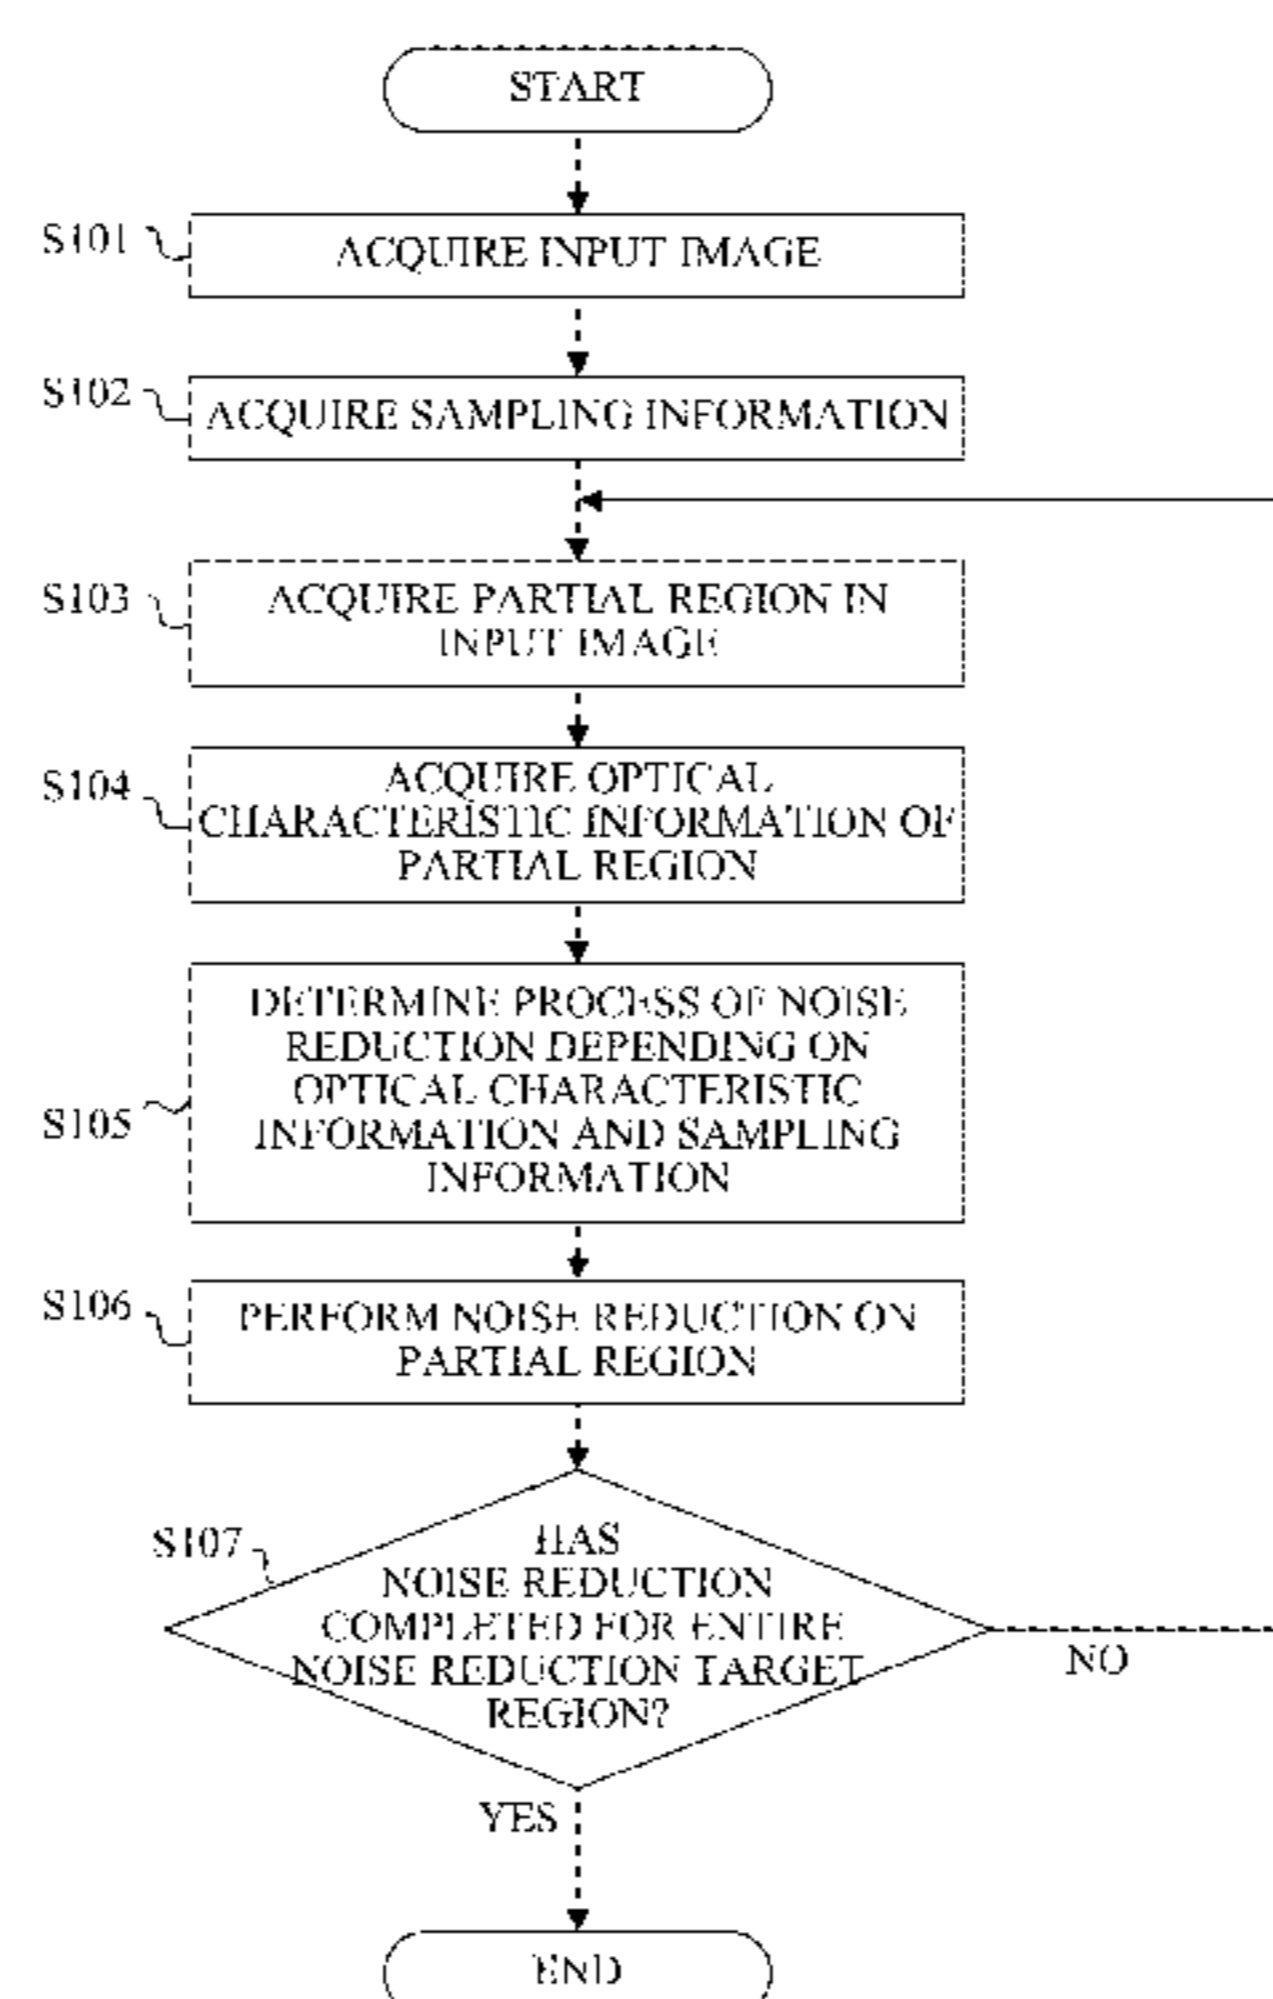 START
S101
ACQUIRE INPUT IMAGE
S102
ACQUIRE SAMPLING INFORMATION
S103
ACQUIRE PARTIAL REGION IN
INPUT IMAGE
S104
ACQUIRE OPTICAL
CHARACTERISTIC INFORMATION OF
PARTIAL REGION
S105
DETERMINE PROCESS OF NOISE
REDUCTION DEPENDING ON
OPTICAL CHARACTERISTIC
INFORMATION AND SAMPLING
INFORMATION
S106
PERFORM NOISE REDUCTION ON
PARTIAL REGION
S107
HAS
NOISE REDUCTION
COMPLETED FOR ENTIRE
NOISE REDUCTION TARGET
REGION?
NO
YES
END